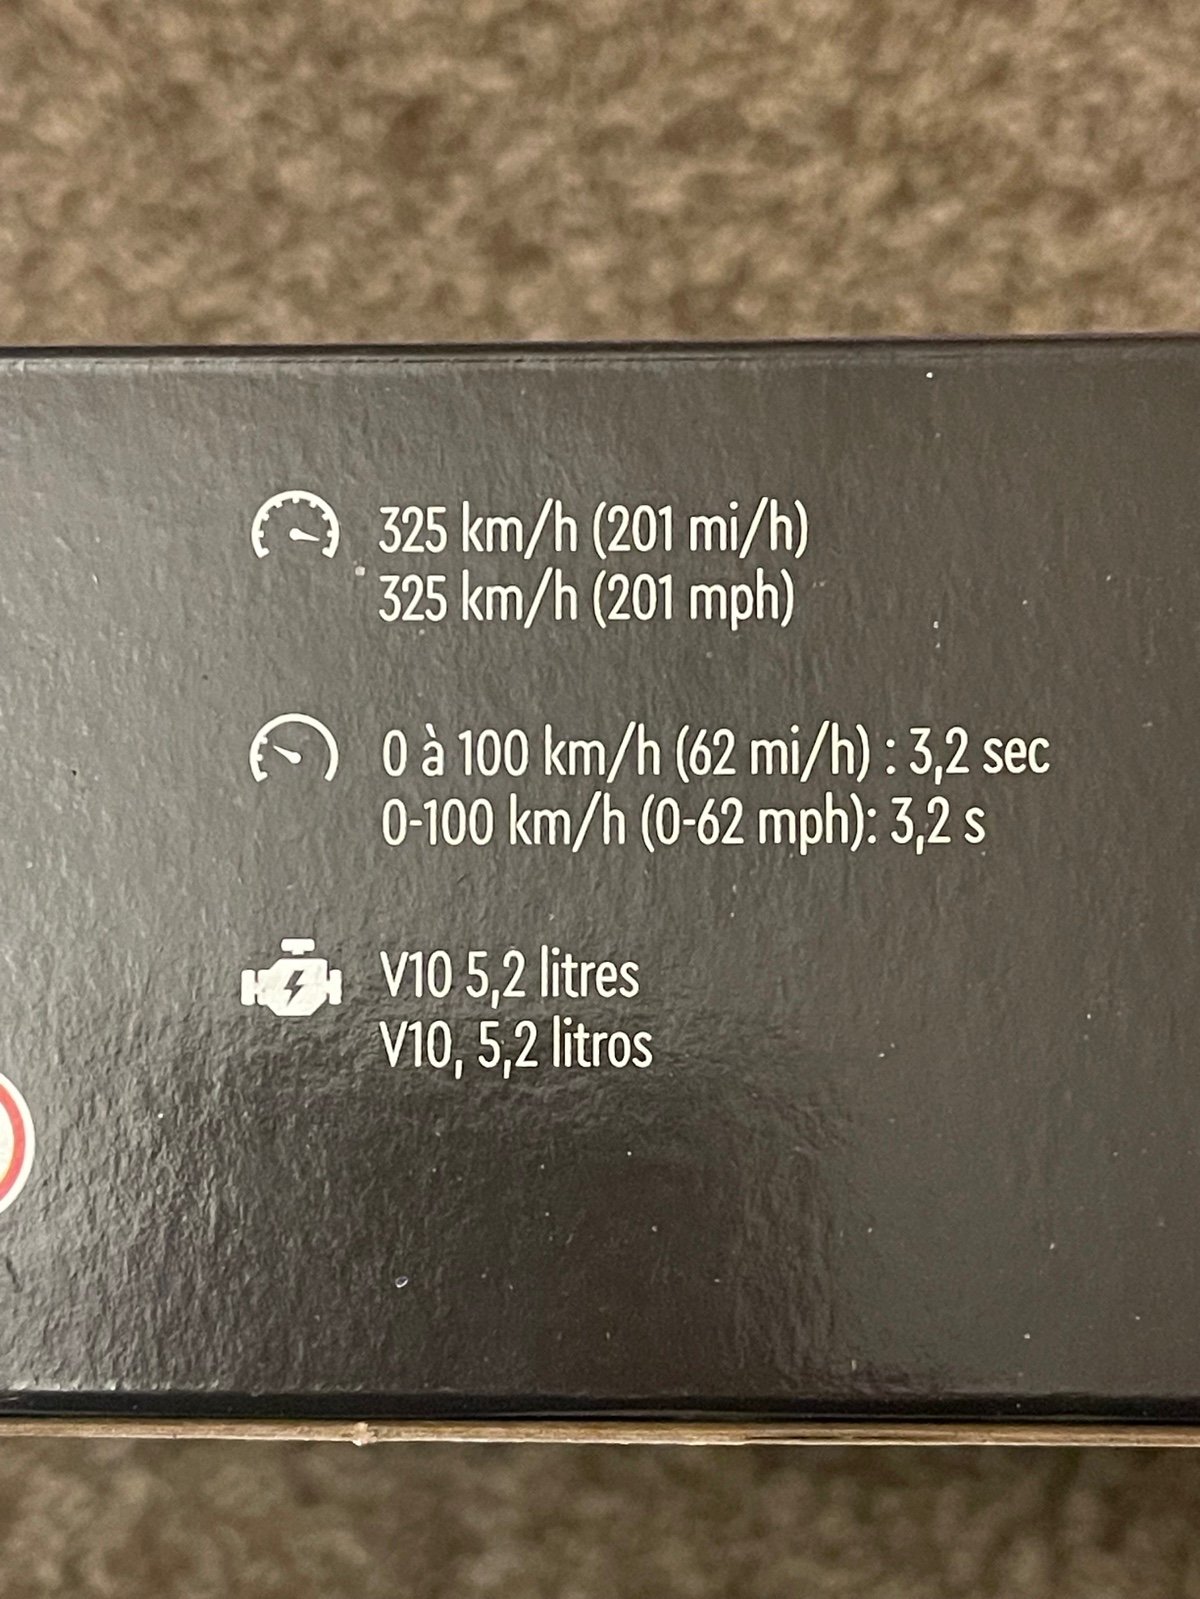 325 km/h (201 mi/h)
325 km/h (201 mph)
0 à 100 km/h (62 mi/h) : 3,2 sec
0-100 km/h (0-62 mph): 3,2 s
V10 5,2 litres
V10, 5,2 litros